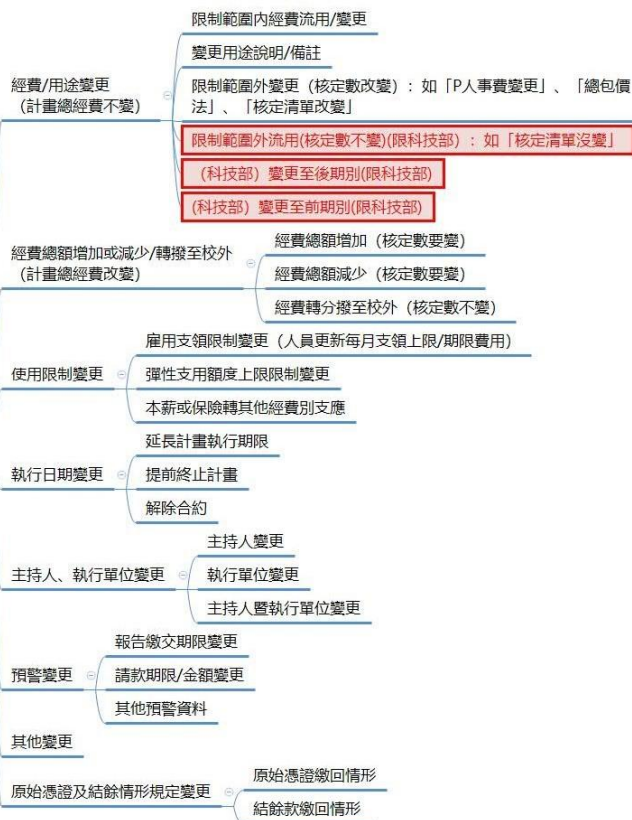 經費/用途變更
(計畫總經費不變)
限制範圍內經費流用/變更
變更用途說明/備註
限制範圍外變更(核定數改變):如「P人事費變更」、「總包價
法」、「核定清單改變」
限制範圍外流用(核定數不變)(限科技部):如「核定清單沒變」
(科技部)變更至後期別(限科技部)
(科技部)變更至前期別(限科技部)
經費總額增加或減少/轉撥至校外
(計畫總經費改變)
經費總額增加(核定數要變)
經費總額減少(核定數要變)
經費轉分撥至校外(核定數不變)
使用限制變更
雇用支領限制變更(人員更新每月支領上限/期限費用)
彈性支用額度上限限制變更
本薪或保險轉其他經費別支應
執行日期變更
延長計畫執行期限
提前終止計畫
解除合約
主持人、執行單位變更
主持人變更
執行單位變更
主持人暨執行單位變更
預警變更
報告繳交期限變更
請款期限/金額變更
其他預警資料
其他變更
原始憑證及結餘情形規定變更
原始憑證繳回情形
結餘款繳回情形